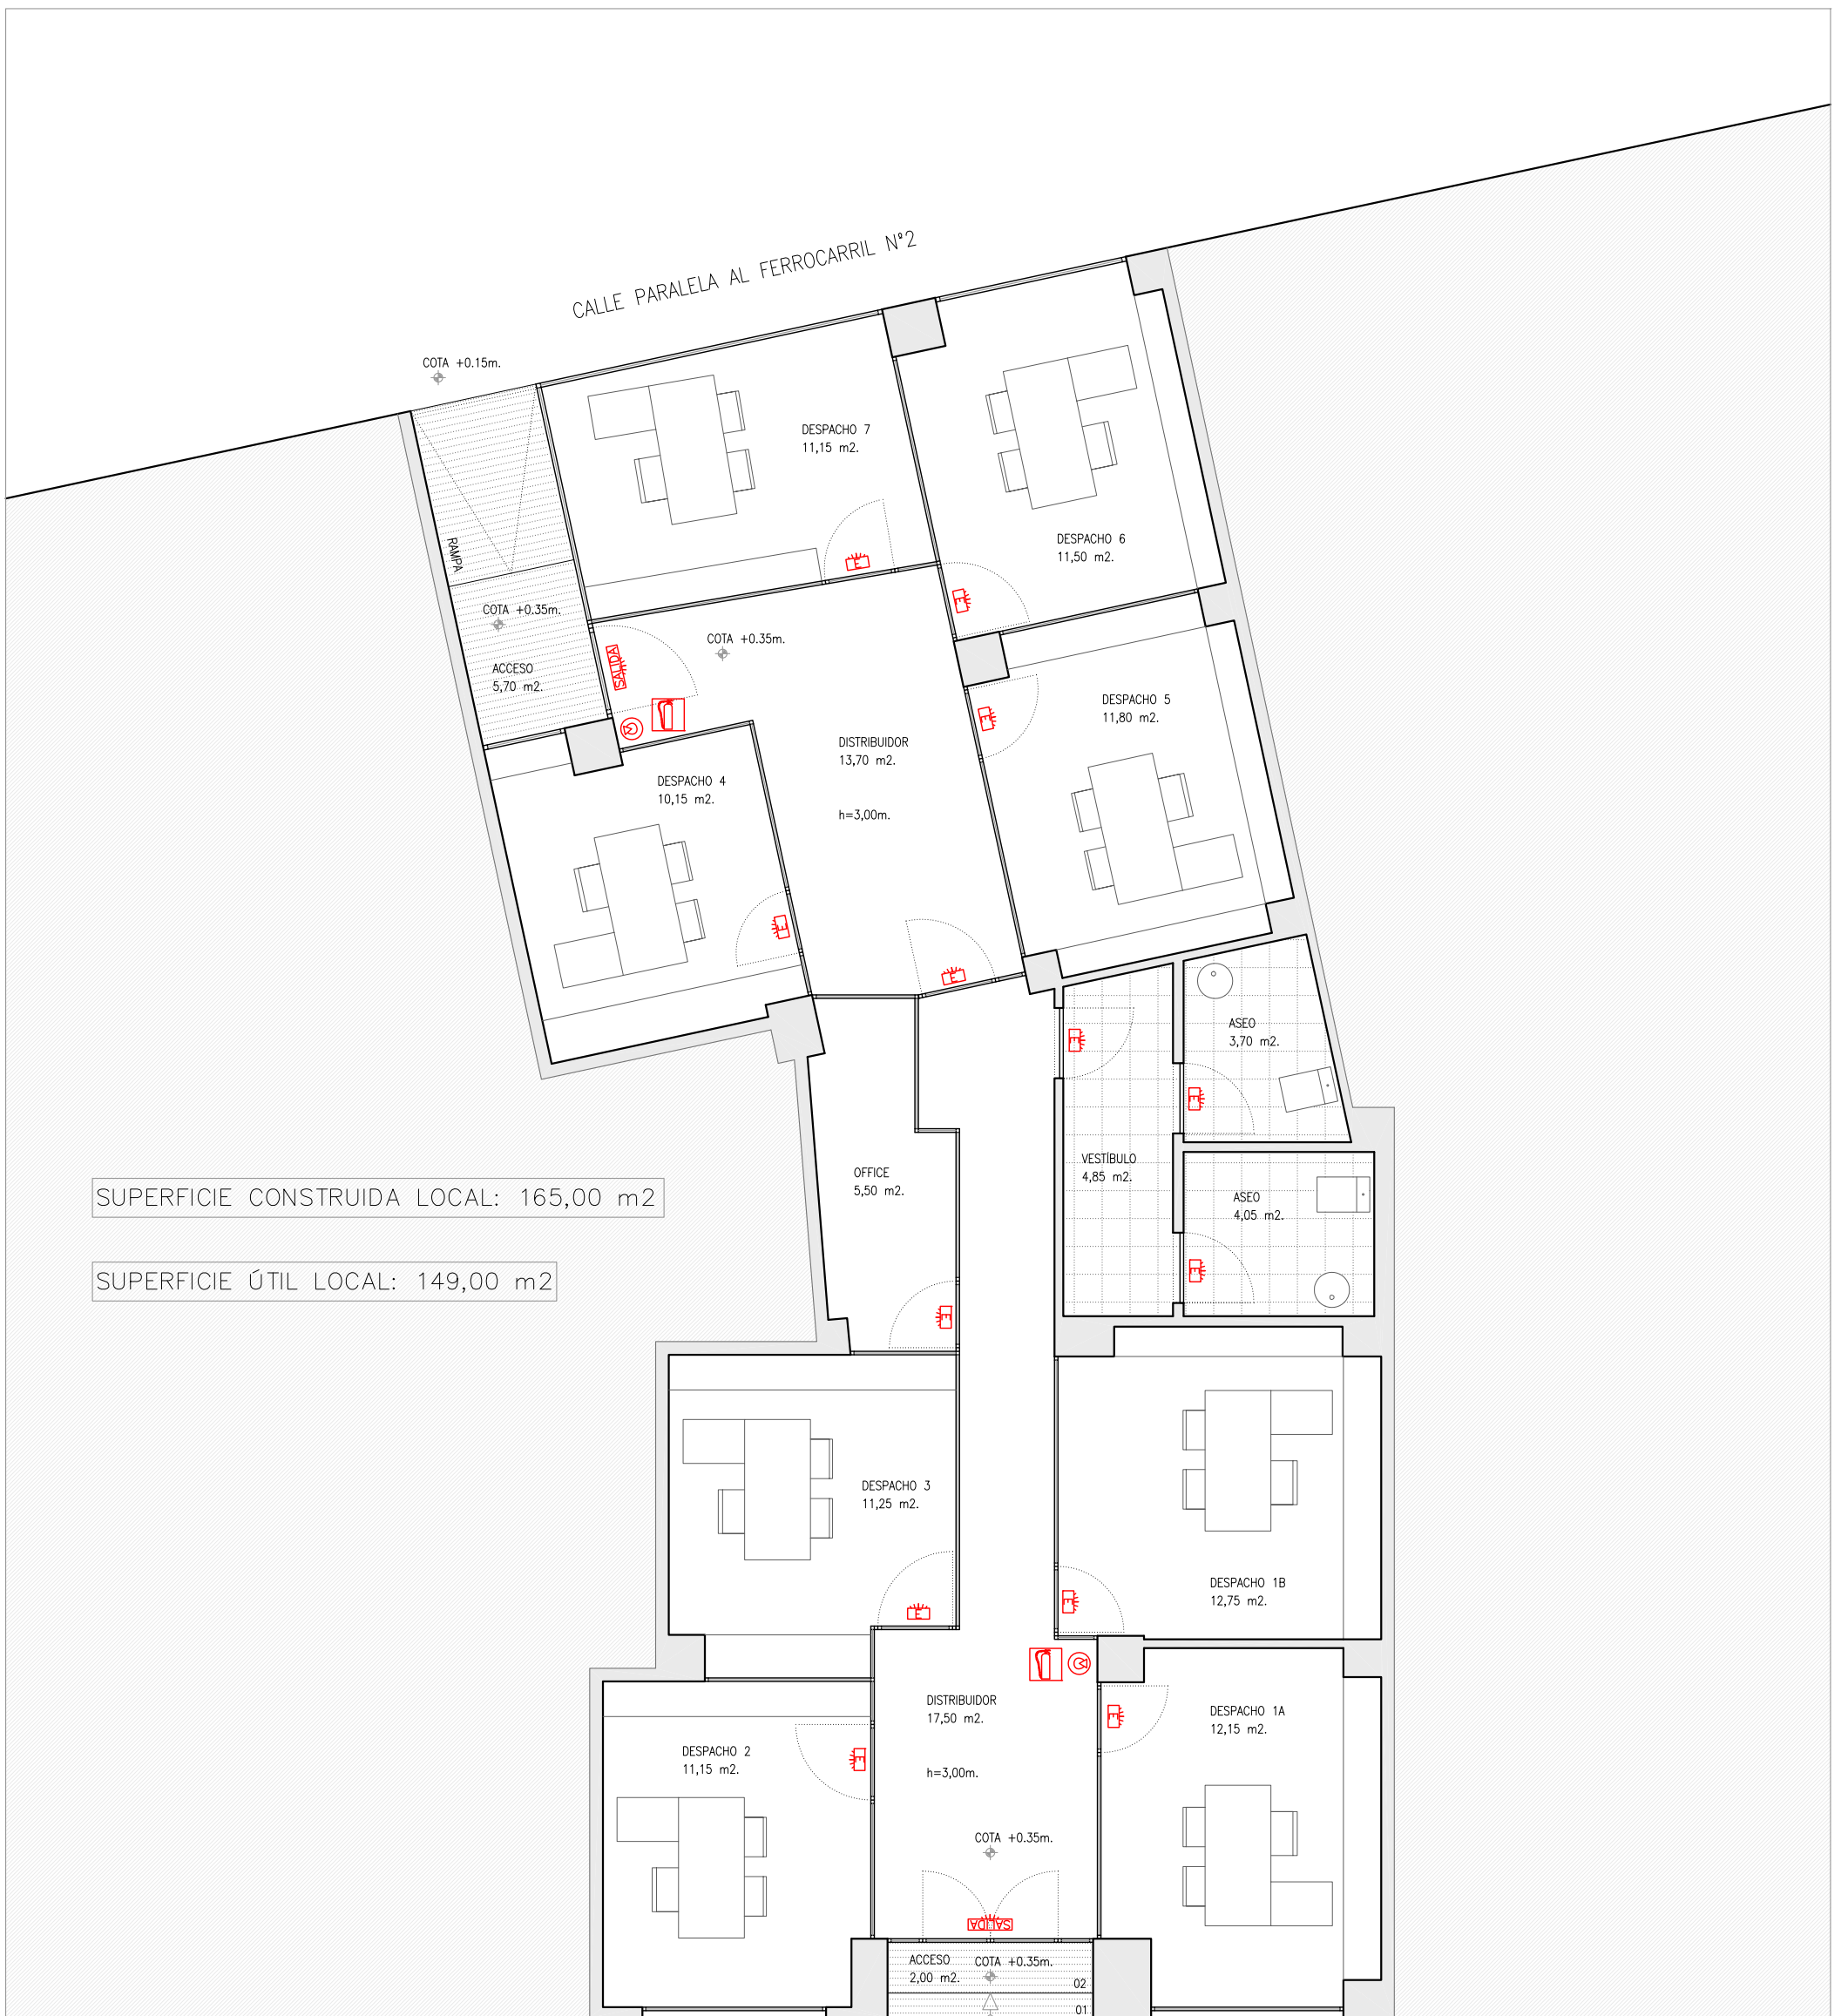 CALLE PARALELA AL FERROCARRIL Nº2
COTA +0.15m.
DESPACHO 7
11,15 m2.
DESPACHO 6
11,50 m2.
RAMPA
COTA +0.35m.
COTA +0.35m.
ACCESO
5,70 m2.
SALIDA
E
E
DESPACHO 5
11,80 m2.
E
DISTRIBUIDOR
13,70 m2.
h=3,00m.
DESPACHO 4
10,15 m2.
E
E
ASEO
3,70 m2.
E
E
VESTÍBULO
4,85 m2.
OFFICE
5,50 m2.
ASEO
4,05 m2.
E
E
SUPERFICIE CONSTRUIDA LOCAL: 165,00 m2
SUPERFICIE ÚTIL LOCAL: 149,00 m2
DESPACHO 3
11,25 m2.
E
DESPACHO 1B
12,75 m2.
E
DISTRIBUIDOR
17,50 m2.
h=3,00m.
DESPACHO 1A
12,15 m2.
E
DESPACHO 2
11,15 m2.
E
COTA +0.35m.
SALIDA
ACCESO
2,00 m2.
COTA +0.35m.
02
01